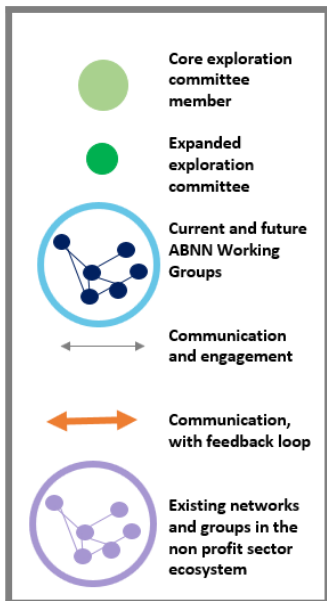 Core exploration
committee
member
Expanded
exploration
committee
Current and future
ABNN Working
Groups
Communication
and engagement
Communication,
with feedback loop
Existing networks
and groups in the
non profit sector
ecosystem